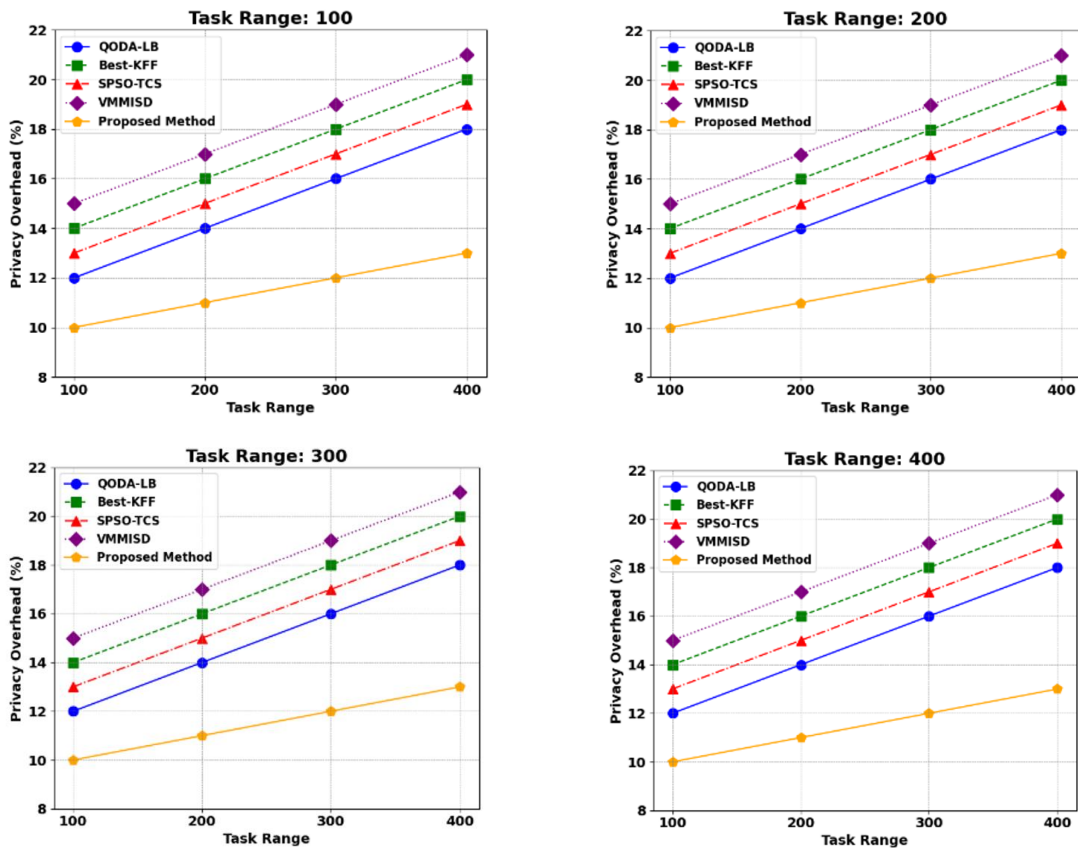 Task Range: 100
22
20
18
16
14
12
10
8
Privacy Overhead (%)
QODA-LB
Best-KFF
SPSO-TCS
VMMISD
Proposed Method
100 200 300 400
Task Range
Task Range: 200
22
20
18
16
14
12
10
8
Privacy Overhead (%)
QODA-LB
Best-KFF
SPSO-TCS
VMMISD
Proposed Method
100 200 300 400
Task Range
Task Range: 300
22
20
18
16
14
12
10
8
Privacy Overhead (%)
QODA-LB
Best-KFF
SPSO-TCS
VMMISD
Proposed Method
100 200 300 400
Task Range
Task Range: 400
22
20
18
16
14
12
10
8
Privacy Overhead (%)
QODA-LB
Best-KFF
SPSO-TCS
VMMISD
Proposed Method
100 200 300 400
Task Range